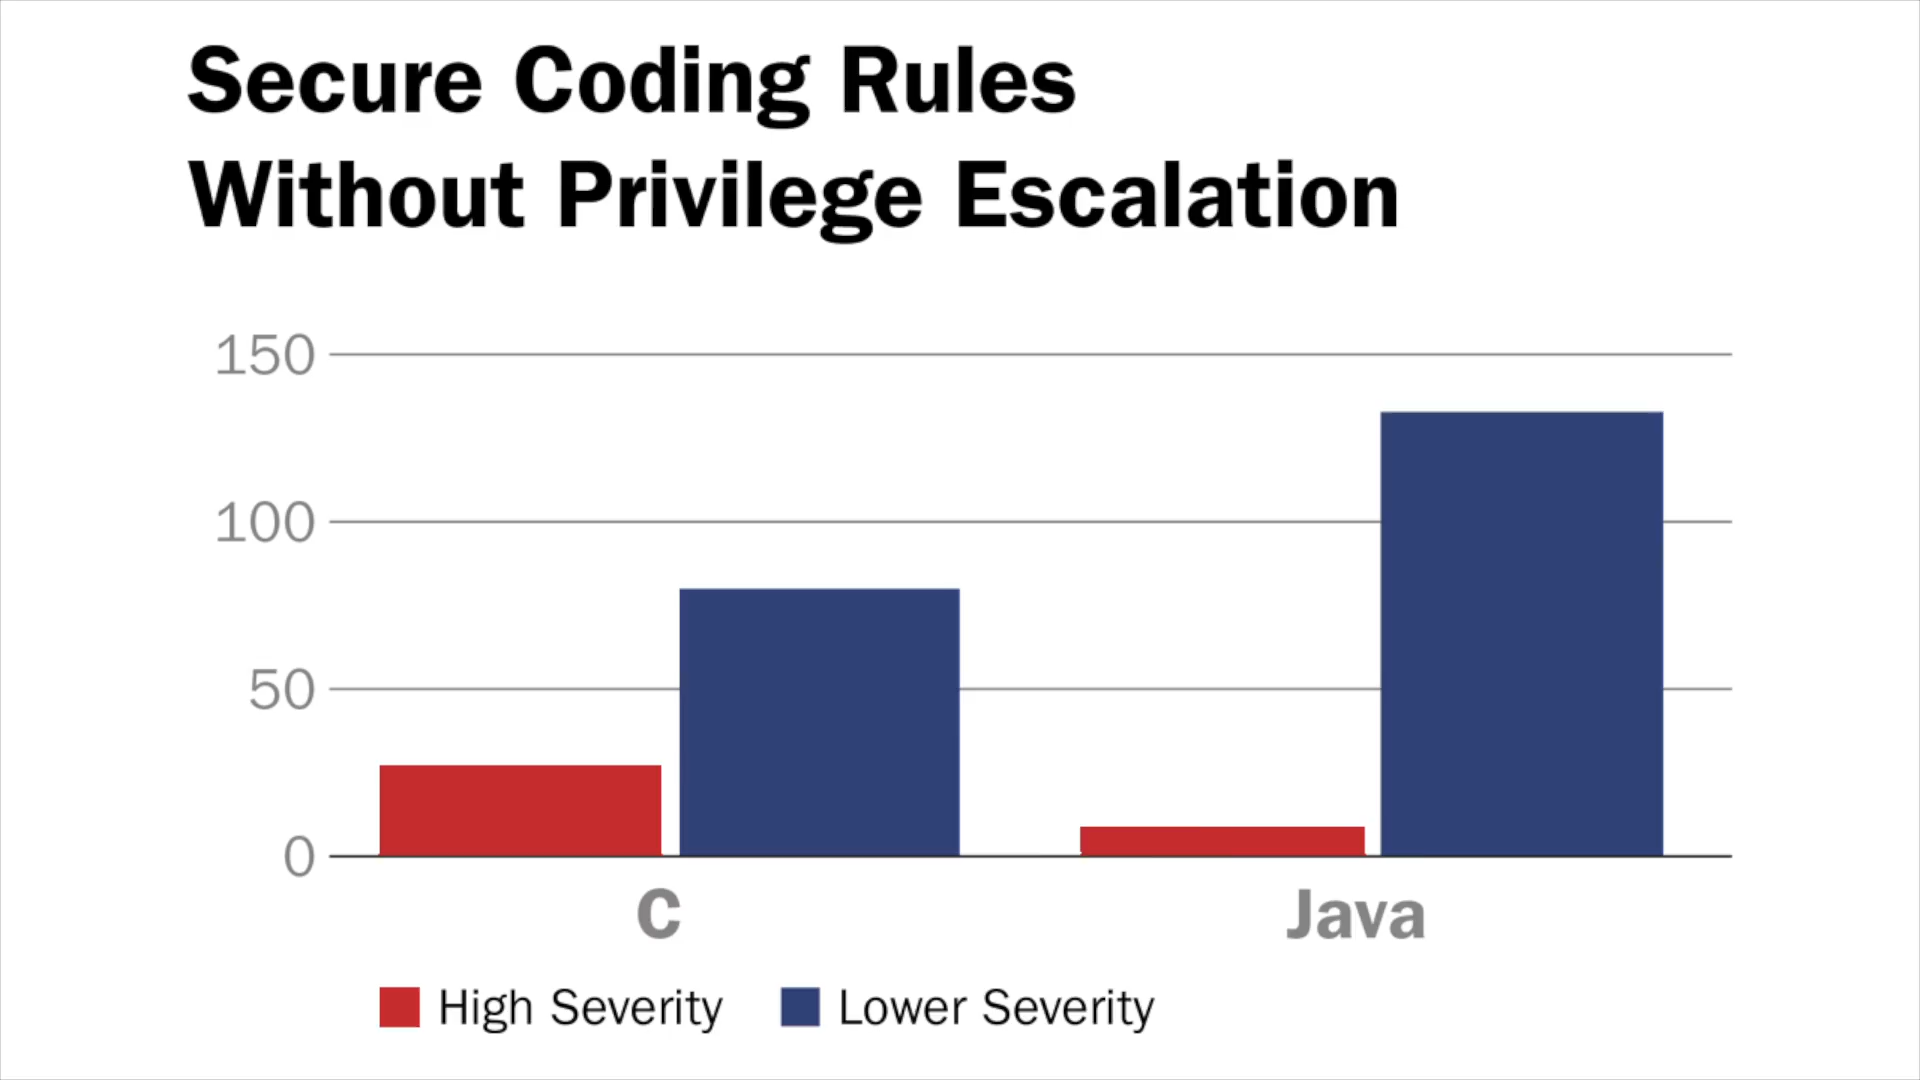 Secure Coding Rules
Without Privilege Escalation
150
100
50
0
C Java
High Severity Lower Severity